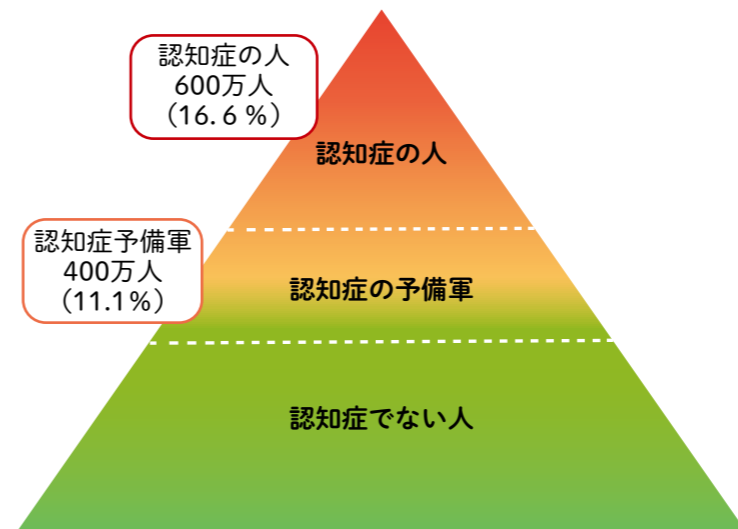 認知症の人
600万人
（16.6％）
認知症の人
認知症予備軍
400万人
（11.1％）
認知症の予備軍
認知症でない人